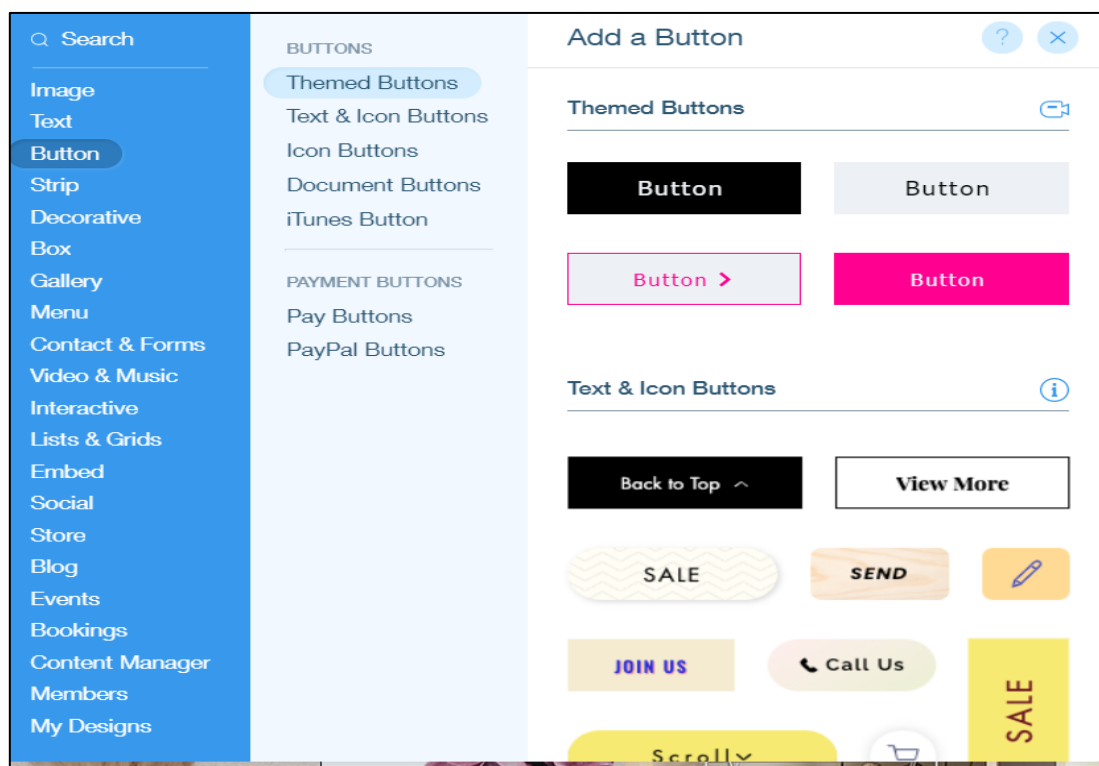 Search
Image
Text
Button
Strip
Decorative
Box
Gallery
Menu
Contact & Forms
Video & Music
Interactive
Lists & Grids
Embed
Social
Store
Blog
Events
Bookings
Content Manager
Members
My Designs
BUTTONS
Themed Buttons
Text & Icon Buttons
Icon Buttons
Document Buttons
iTunes Button
PAYMENT BUTTONS
Pay Buttons
PayPal Buttons
Add a Button ? ×
Themed Buttons
Button Button
Button > Button
Text & Icon Buttons i
Back to Top View More
SALE SEND
JOIN US Call Us
SALE
Scroll